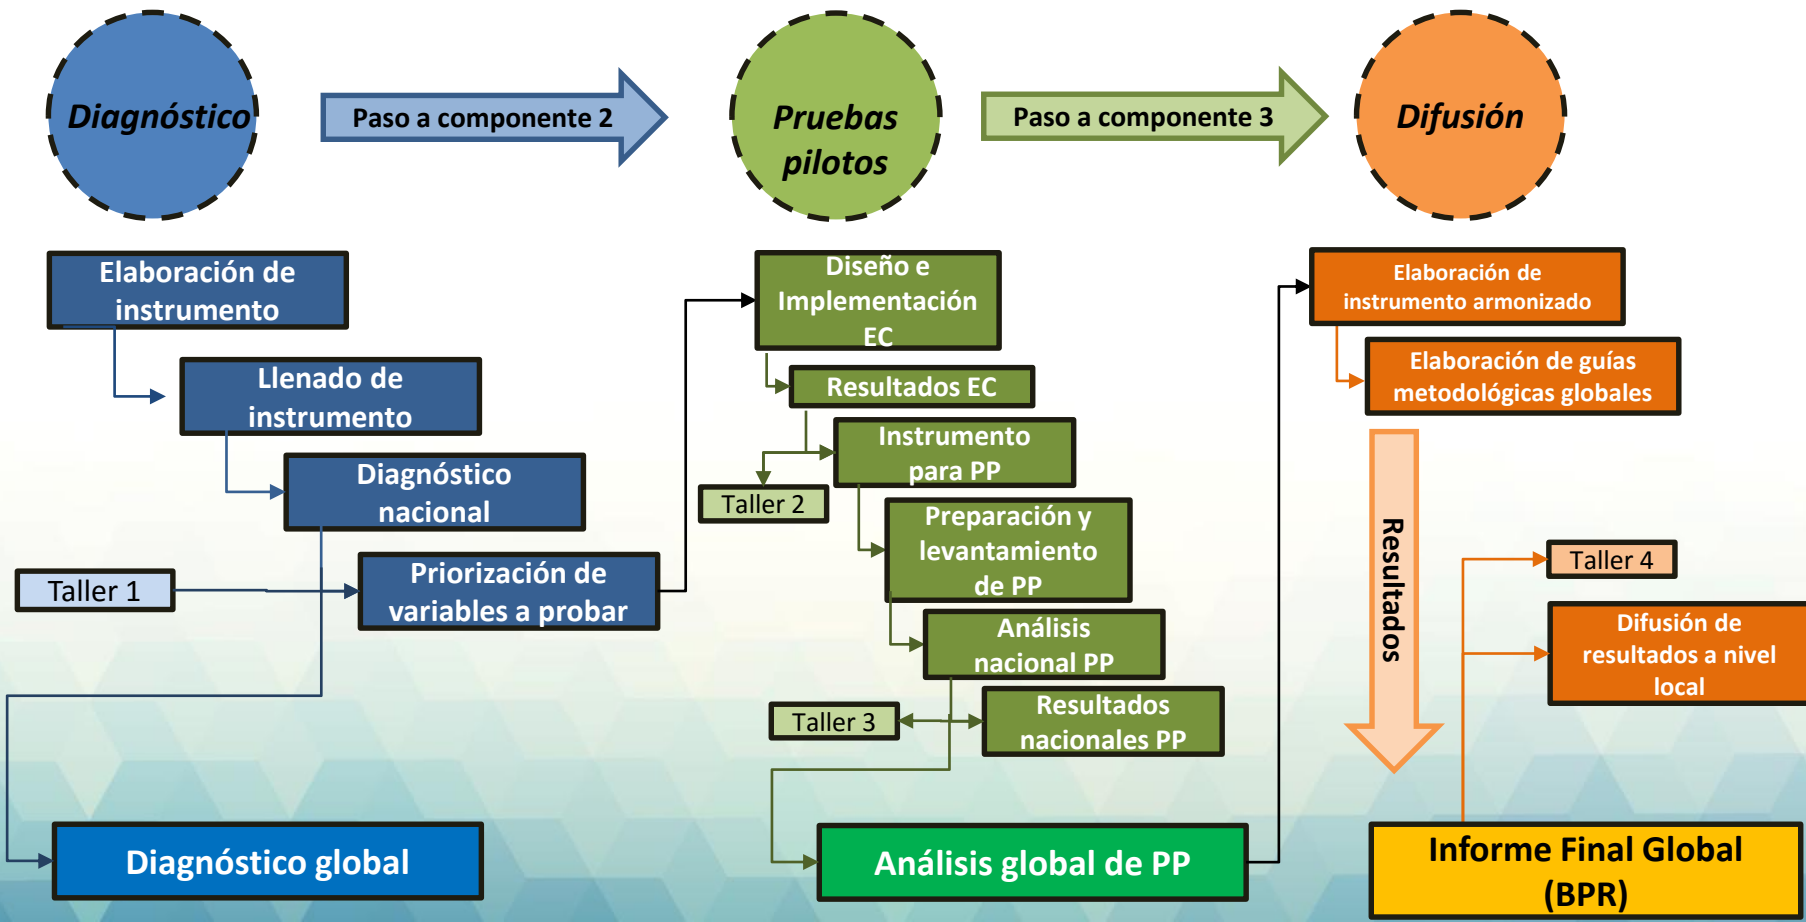 Diagnóstico
Paso a componente 2
Pruebas
pilotos
Paso a componente 3
Difusión
Elaboración de
instrumento
Llenado de
instrumento
Diagnóstico
nacional
Taller 1
Priorización de
variables a probar
Diagnóstico global
Diseño e
Implementación
EC
Resultados EC
Instrumento
para PP
Taller 2
Preparación y
levantamiento
de PP
Análisis
nacional PP
Taller 3
Resultados
nacionales PP
Análisis global de PP
Elaboración de
instrumento armonizado
Elaboración de guías
metodológicas globales
Resultados
Taller 4
Difusión de
resultados a nivel
local
Informe Final Global
(BPR)